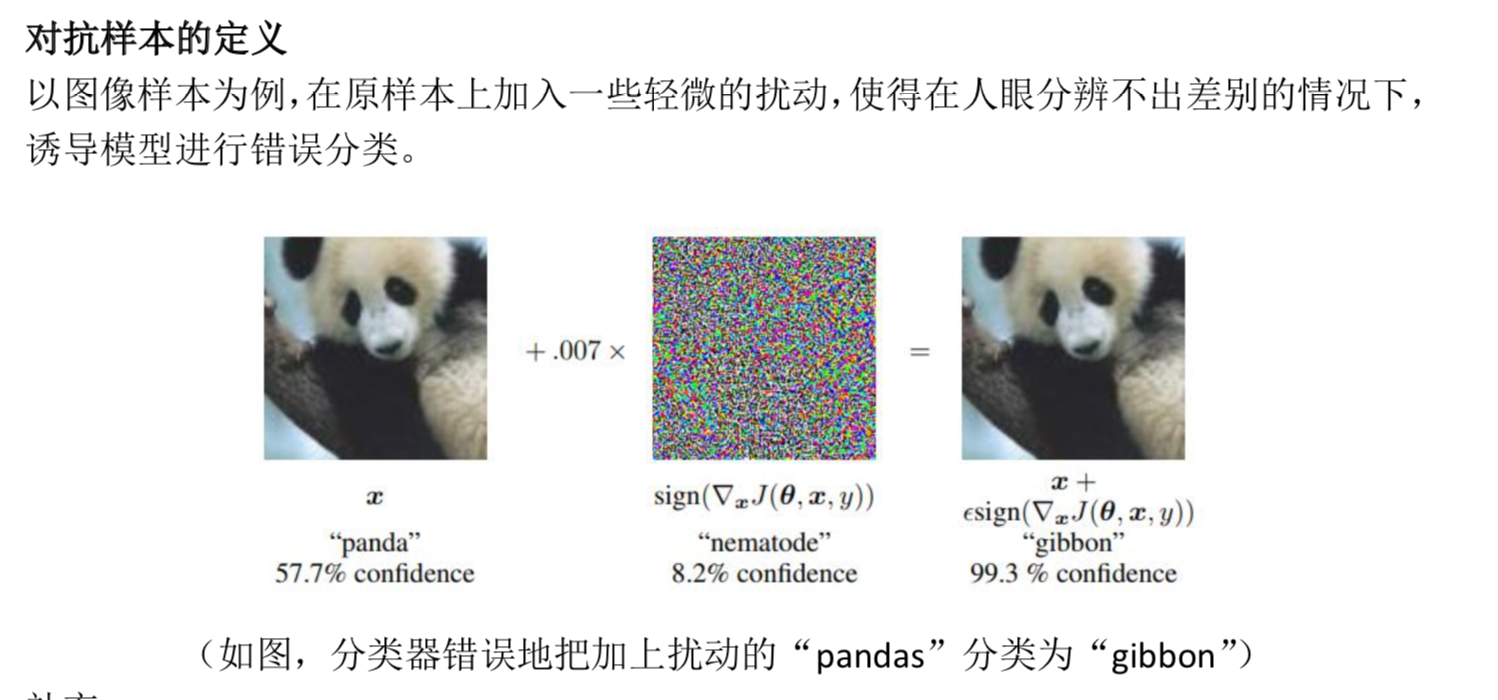 对抗样本的定义
以图像样本为例，在原样本上加入一些轻微的扰动，使得在人眼分辨不出差别的情况下，
诱导模型进行错误分类。
+ .007 ×
=
x
sign(∇ₓJ(θ, x, y))
x +
ϵsign(∇ₓJ(θ, x, y))
“panda”
“nematode”
“gibbon”
57.7% confidence
8.2% confidence
99.3 % confidence
（如图，分类器错误地把加上扰动的“pandas”分类为“gibbon”）